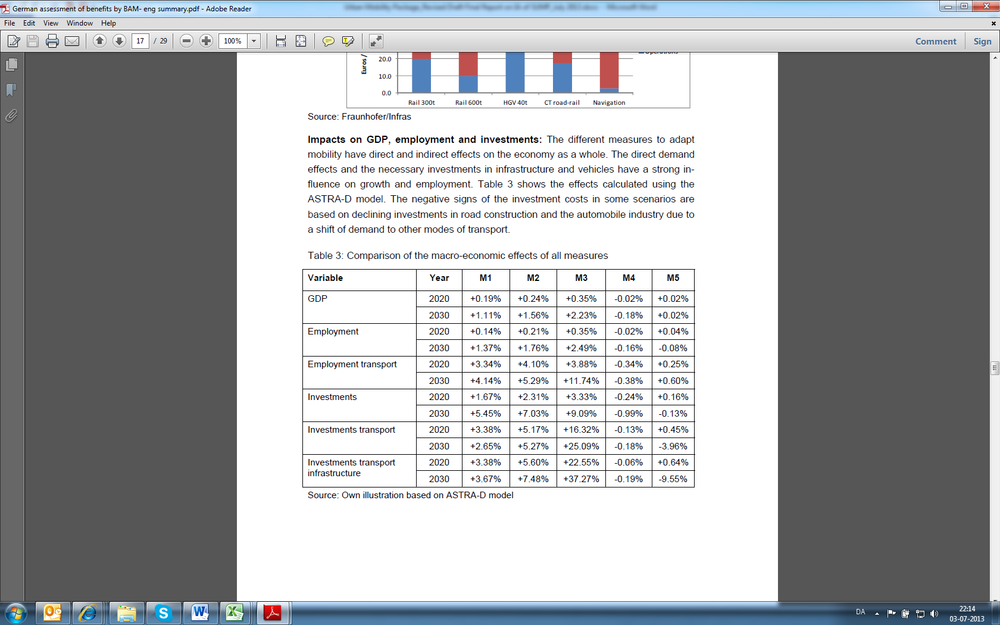 German assessment of benefits by BAM- eng summary.pdf - Adobe Reader
File Edit View Window Help
17 / 29 100% Comment Sign
Euros /
20.0
10.0
0.0
Operations
Rail 300t Rail 600t HGV 40t CT road-rail Navigation
Source: Fraunhofer/Infras
Impacts on GDP, employment and investments: The different measures to adapt
mobility have direct and indirect effects on the economy as a whole. The direct demand
effects and the necessary investments in infrastructure and vehicles have a strong in-
fluence on growth and employment. Table 3 shows the effects calculated using the
ASTRA-D model. The negative signs of the investment costs in some scenarios are
based on declining investments in road construction and the automobile industry due to
a shift of demand to other modes of transport.
Table 3: Comparison of the macro-economic effects of all measures
Variable Year M1 M2 M3 M4 M5
GDP 2020 +0.19% +0.24% +0.35% -0.02% +0.02%
2030 +1.11% +1.56% +2.23% -0.18% +0.02%
Employment 2020 +0.14% +0.21% +0.35% -0.02% +0.04%
2030 +1.37% +1.76% +2.49% -0.16% -0.08%
Employment transport 2020 +3.34% +4.10% +3.88% -0.34% +0.25%
2030 +4.14% +5.29% +11.74% -0.38% +0.60%
Investments 2020 +1.67% +2.31% +3.33% -0.24% +0.16%
2030 +5.45% +7.03% +9.09% -0.99% -0.13%
Investments transport 2020 +3.38% +5.17% +16.32% -0.13% +0.45%
2030 +2.65% +5.27% +25.09% -0.18% -3.96%
Investments transport 2020 +3.38% +5.60% +22.55% -0.06% +0.64%
infrastructure
2030 +3.67% +7.48% +37.27% -0.19% -9.55%
Source: Own illustration based on ASTRA-D model
DA 22:14
03-07-2013